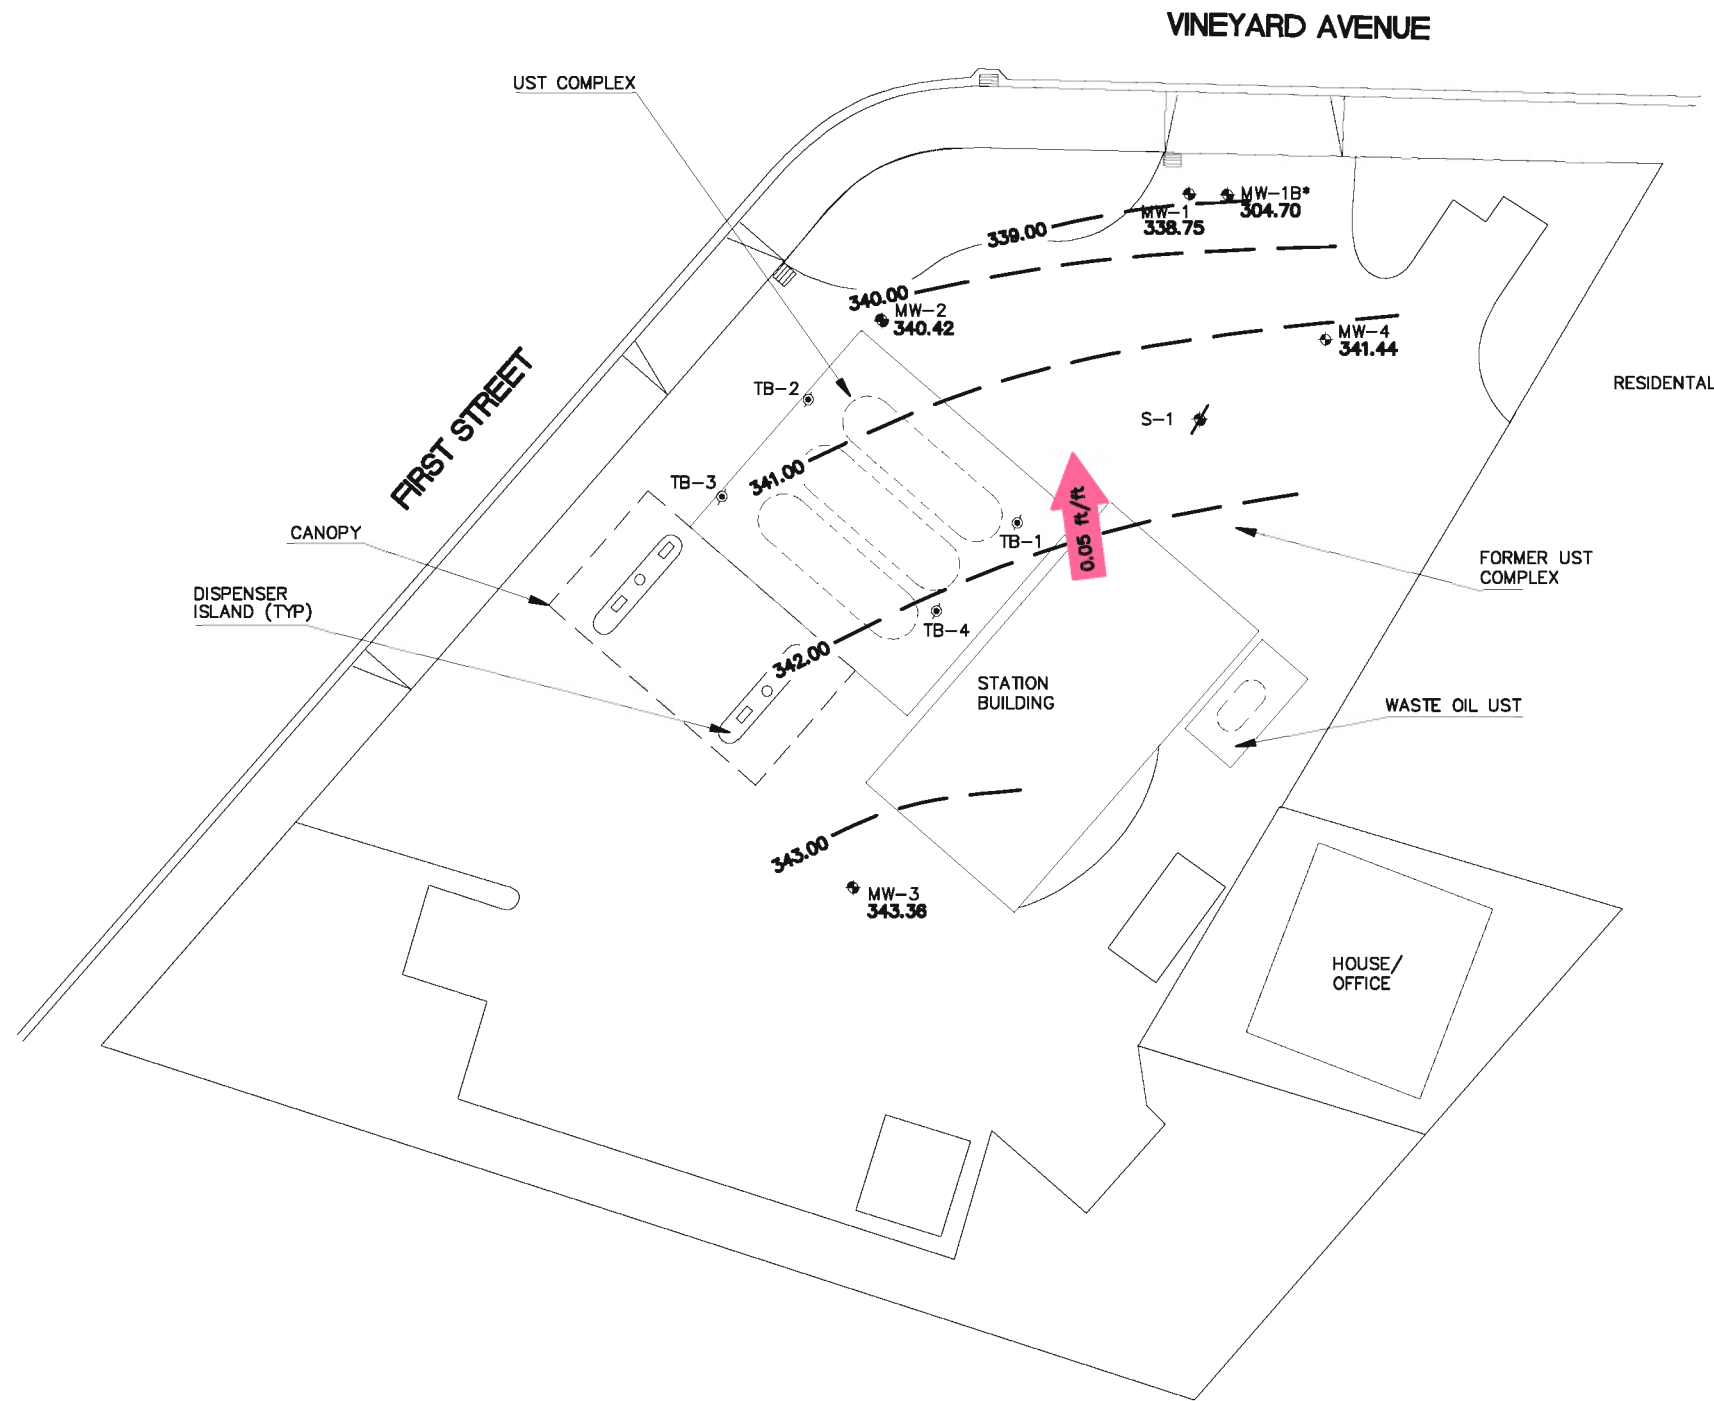 VINEYARD AVENUE
UST COMPLEX
MW-1B*
304.70
MW-1
338.75
339.00
340.00
MW-2
340.42
MW-4
341.44
RESIDENTAL
FIRST STREET
TB-2
S-1
341.00
TB-3
0.05 ft/ft
CANOPY
TB-1
FORMER UST
COMPLEX
DISPENSER
ISLAND (TYP)
TB-4
342.00
STATION
BUILDING
WASTE OIL UST
343.00
MW-3
343.36
HOUSE/
OFFICE